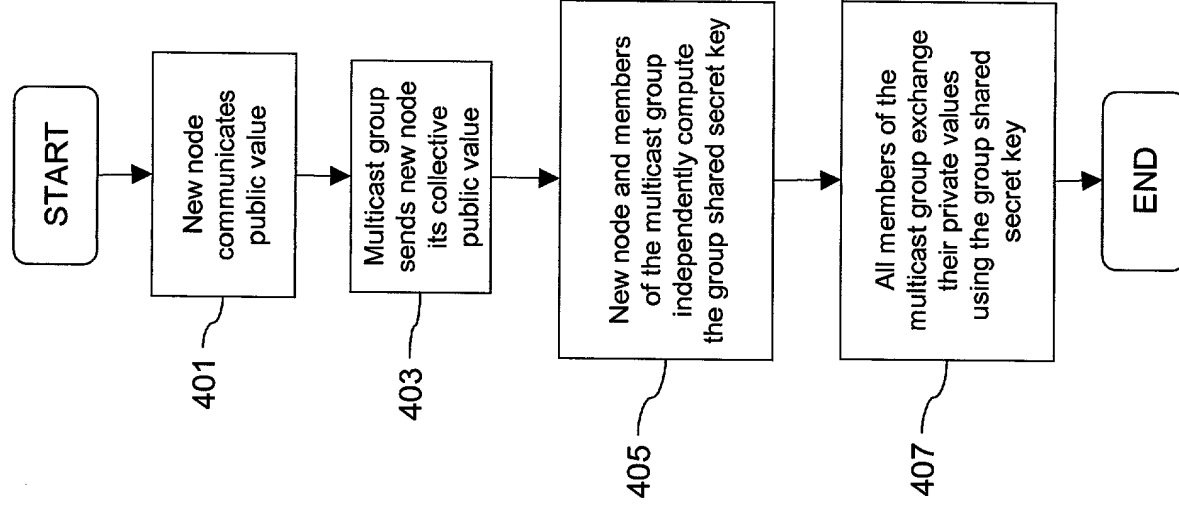 START
New node
communicates
public value
401
Multicast group
sends new node
its collective
public value
403
New node and members
of the multicast group
independently compute
the group shared secret key
405
All members of the
multicast group exchange
their private values
using the group shared
secret key
407
END